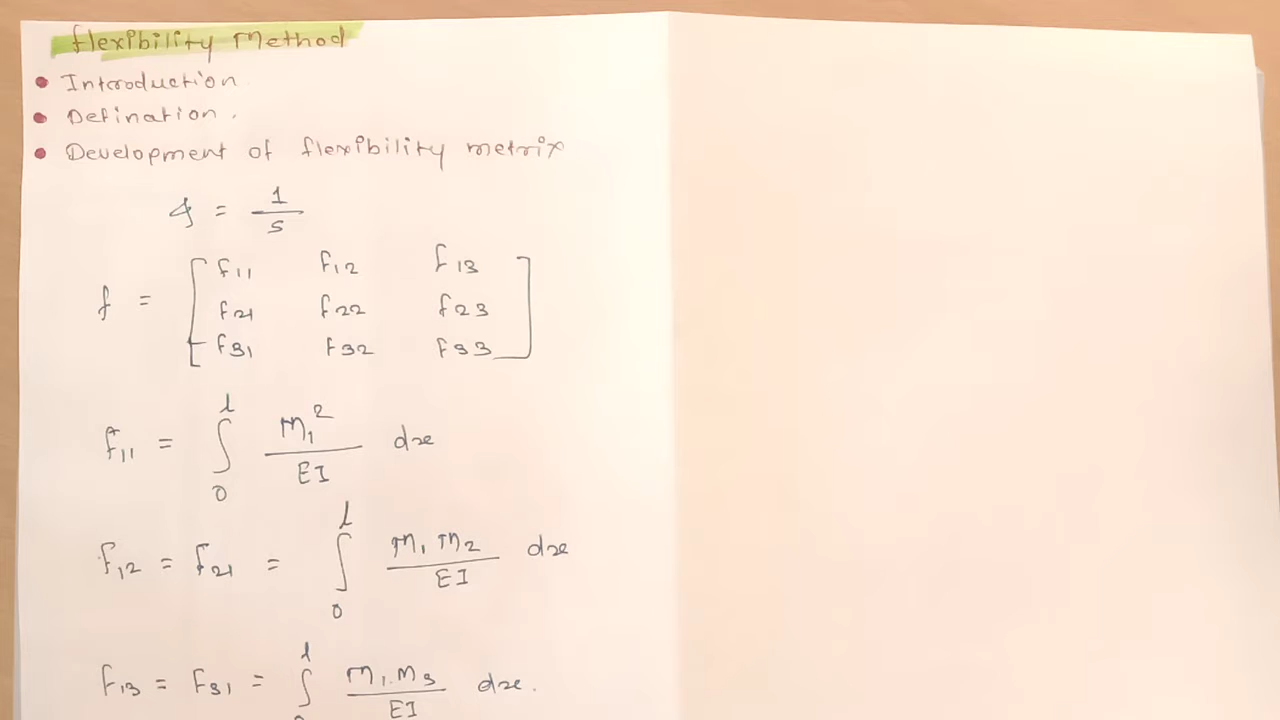 flexibility Method
• Introduction
• Defination.
• Development of flexibility metrix
f = 1/s
f = [ f11 f12 f13
f21 f22 f23
f31 f32 f33 ]
f11 = ∫₀ˡ m₁²/EI dx
f12 = f21 = ∫₀ˡ m₁ m₂/EI dx
f13 = f31 = ∫₀ˡ m₁.m₃/EI dx.